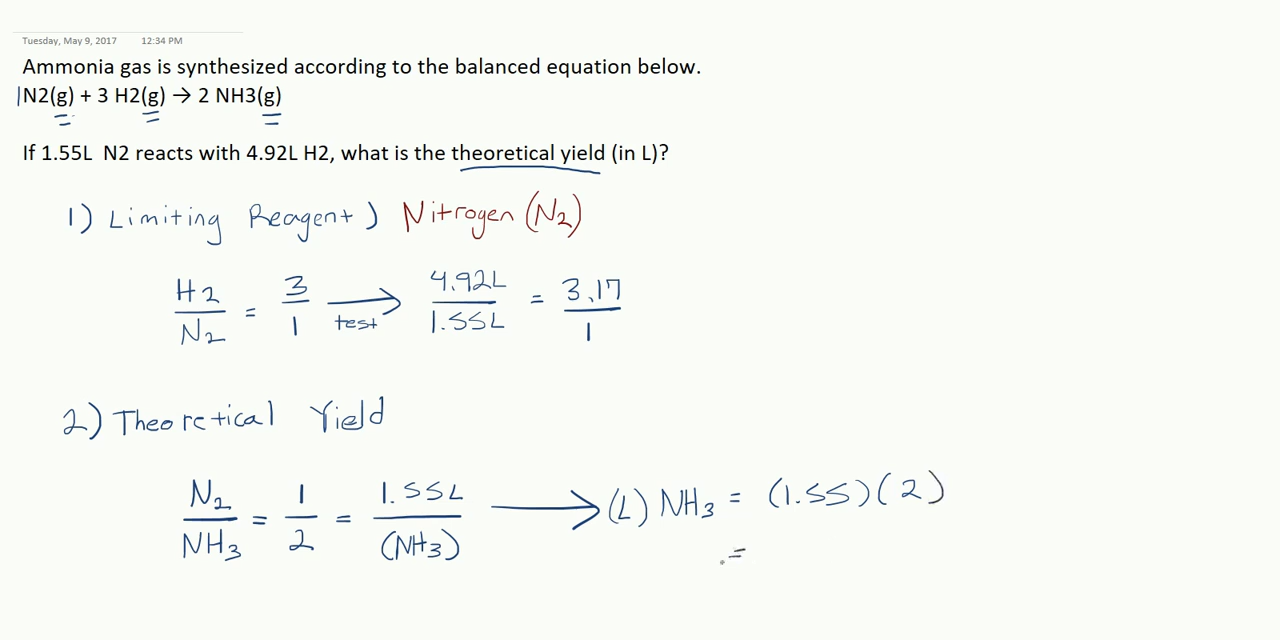 Tuesday, May 9, 2017 12:34 PM
Ammonia gas is synthesized according to the balanced equation below.
1N2(g) + 3 H2(g) → 2 NH3(g)
If 1.55L N2 reacts with 4.92L H2, what is the theoretical yield (in L)?
1) Limiting Reagent) Nitrogen (N2)
H2 3 4.92L 3.17
= → = 
N2 1 test 1.55L 1
2) Theoretical Yield
N2 1 1.55L
= = → (L) NH3 = (1.55)(2)
NH3 2 (NH3)
=